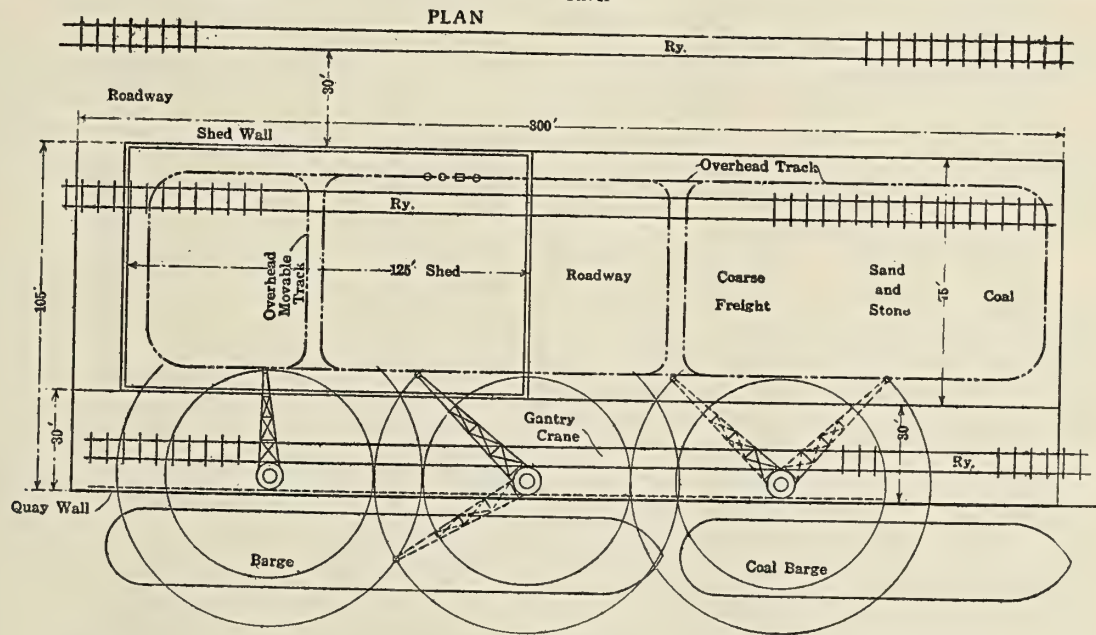 PLAN
Ry.
30'
Roadway
300'
Shed Wall
Overhead Track
Ry.
Overhead
Movable
Track
125' Shed
Roadway
Coarse
Freight
Sand
and
Stone
75'
Coal
105'
30'
Gantry
Crane
30'
Ry.
Quay Wall
Barge
Coal Barge